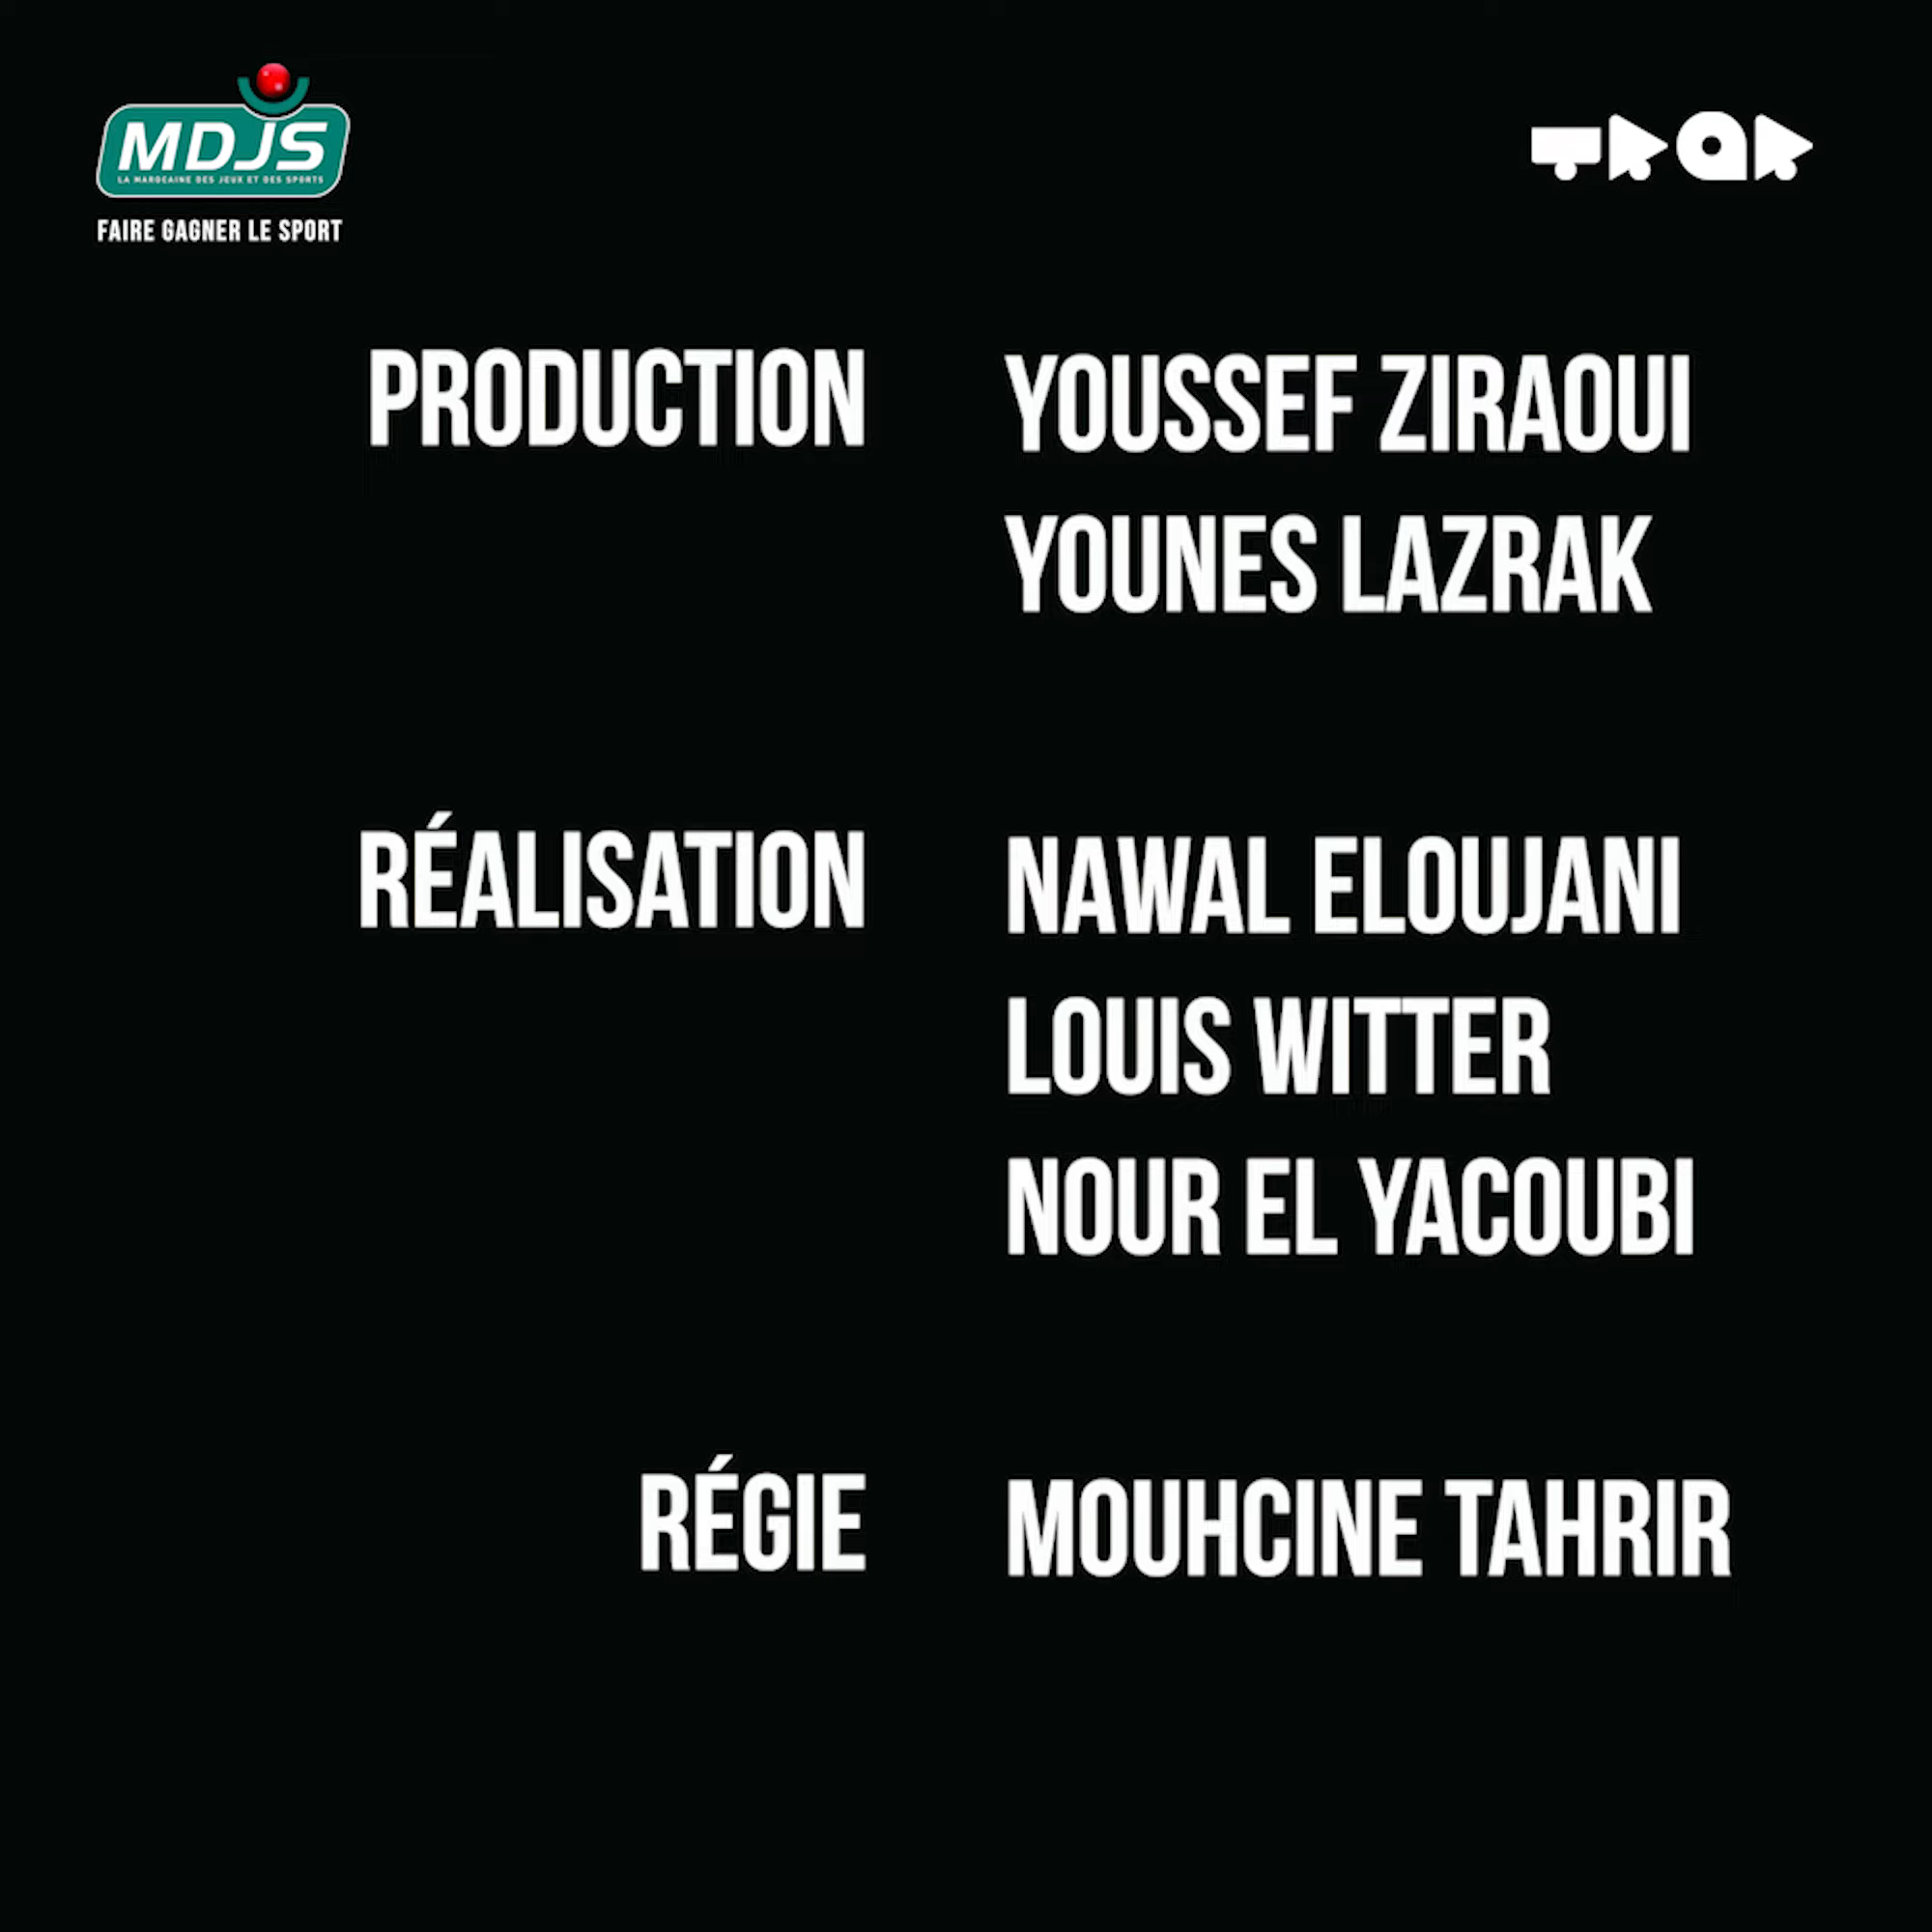 MDJS
LA MAROCAINE DES JEUX ET DES SPORTS
FAIRE GAGNER LE SPORT
PRODUCTION YOUSSEF ZIRAOUI
YOUNES LAZRAK
RÉALISATION NAWAL ELOUJANI
LOUIS WITTER
NOUR EL YACOUBI
RÉGIE MOUHCINE TAHRIR